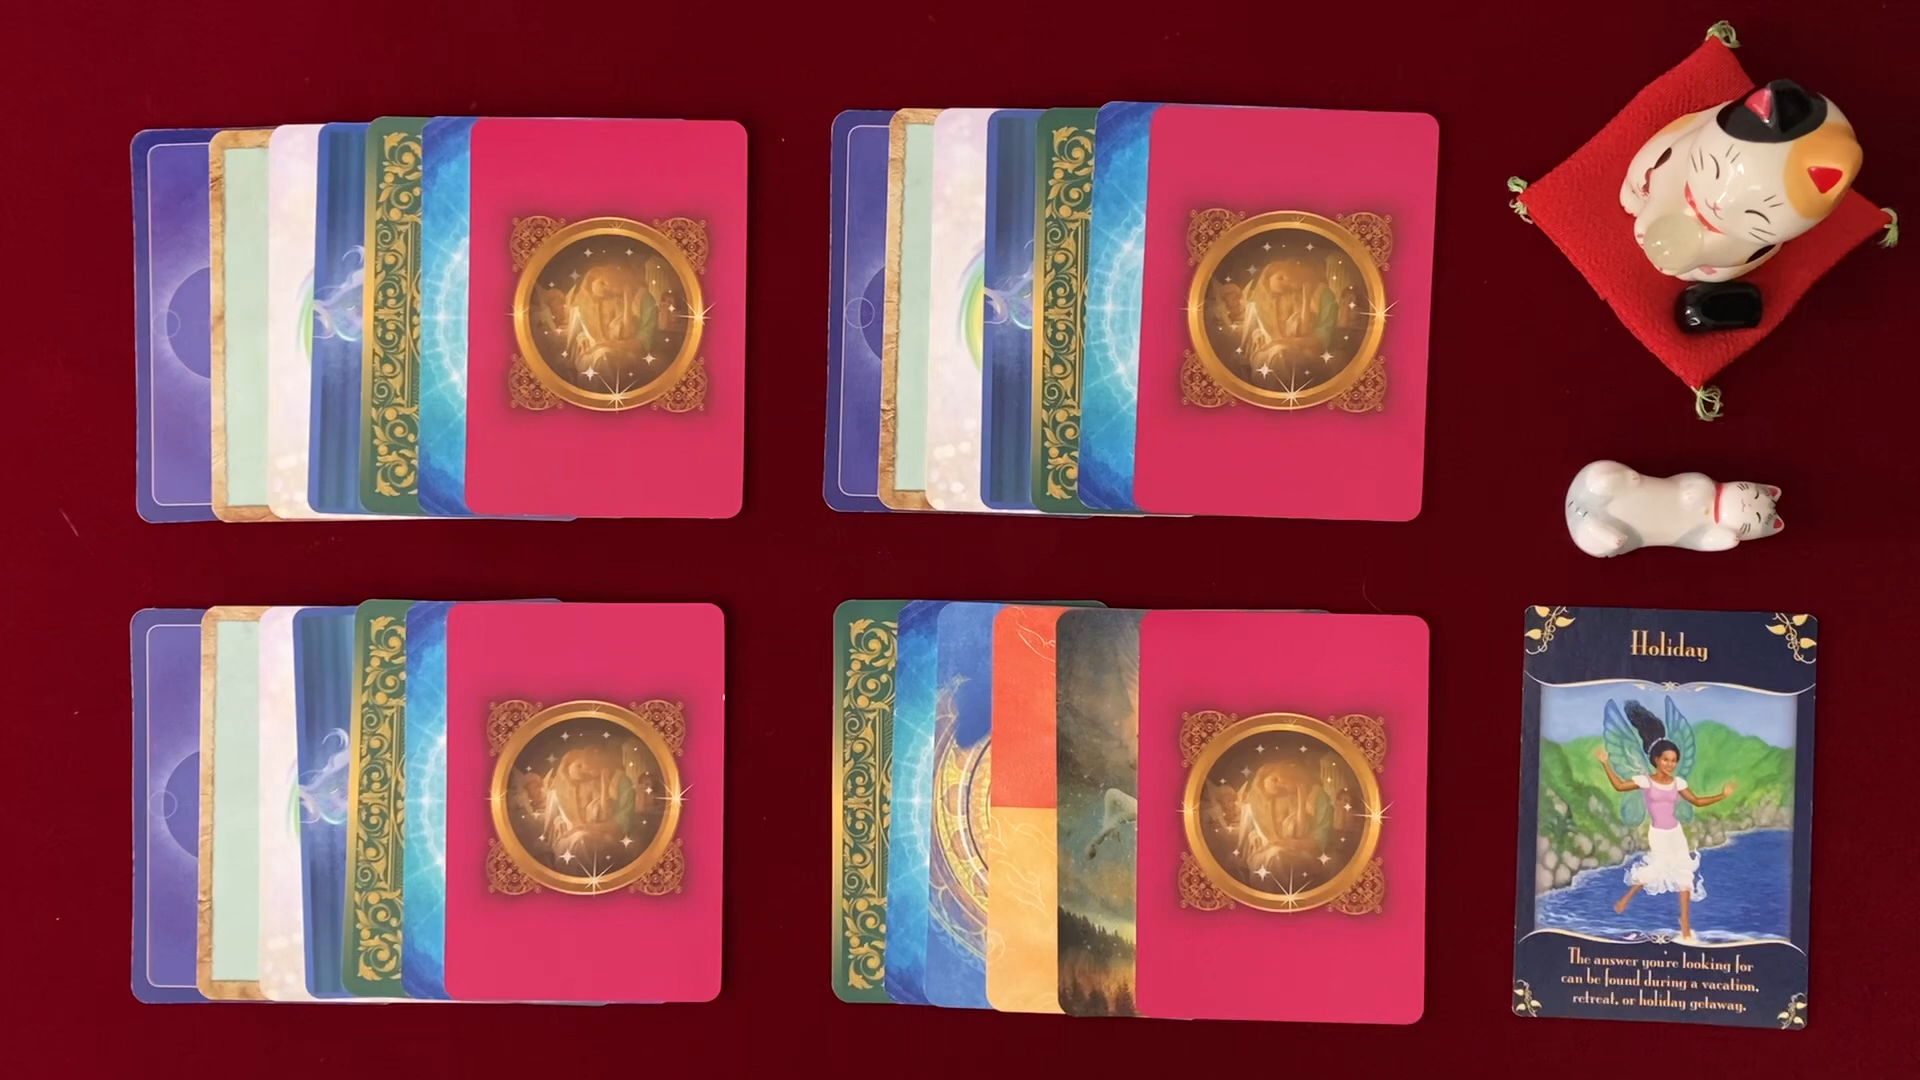 Holiday
The answer you're looking for
can be found during a vacation,
retreat, or holiday getaway.